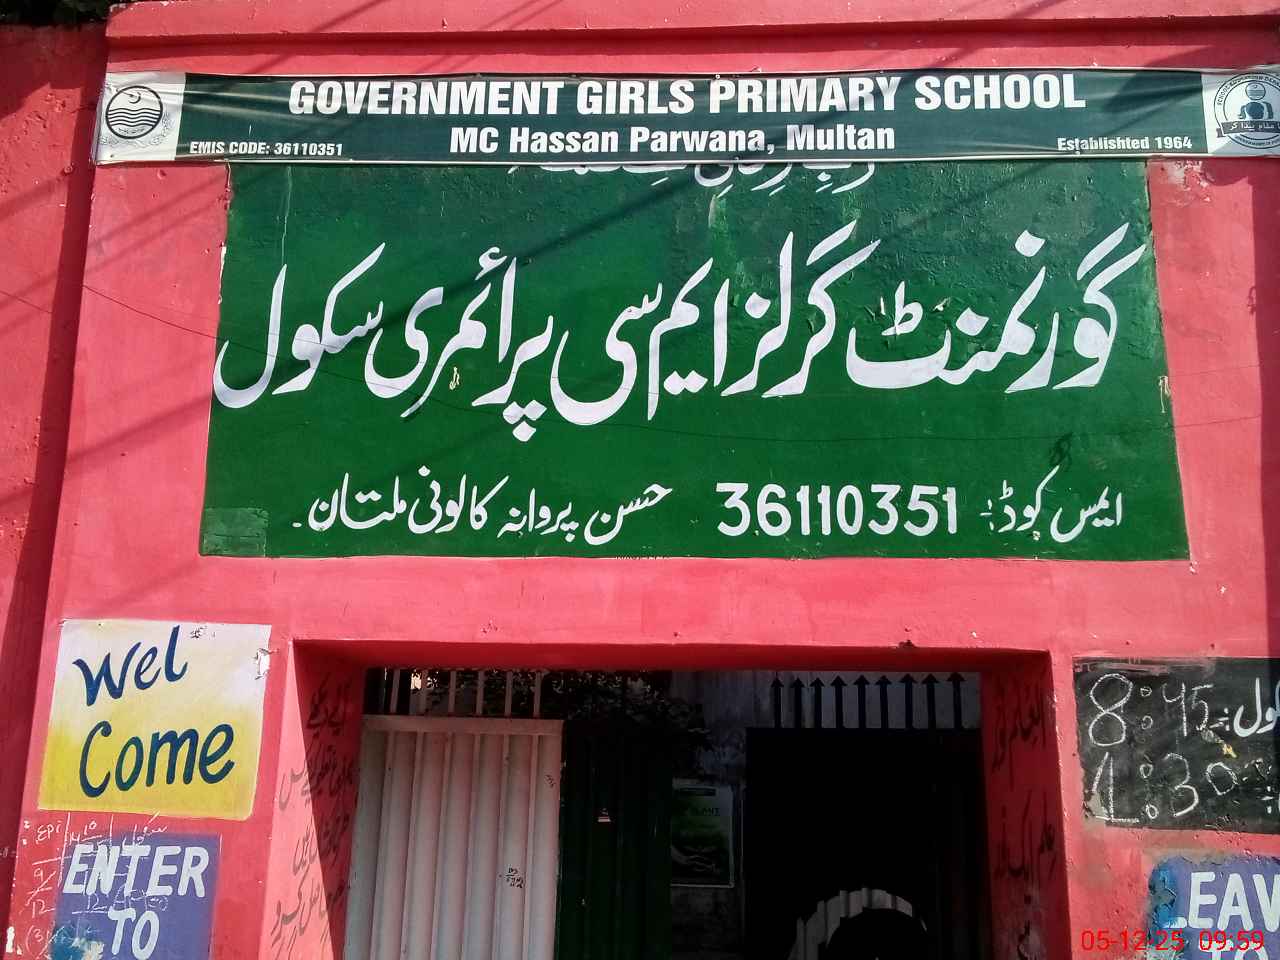 GOVERNMENT GIRLS PRIMARY SCHOOL
MC Hassan Parwana, Multan
EMIS CODE: 36110351
Establishted 1964
گورنمنٹ گرلز ایم سی پرائمری سکول
ایمس کوڈ: 36110351 حسن پروانہ کالونی ملتان۔
Wel
Come
8:45
1:30
ENTER
TO
LEAV
TO
05-12-25 09:59